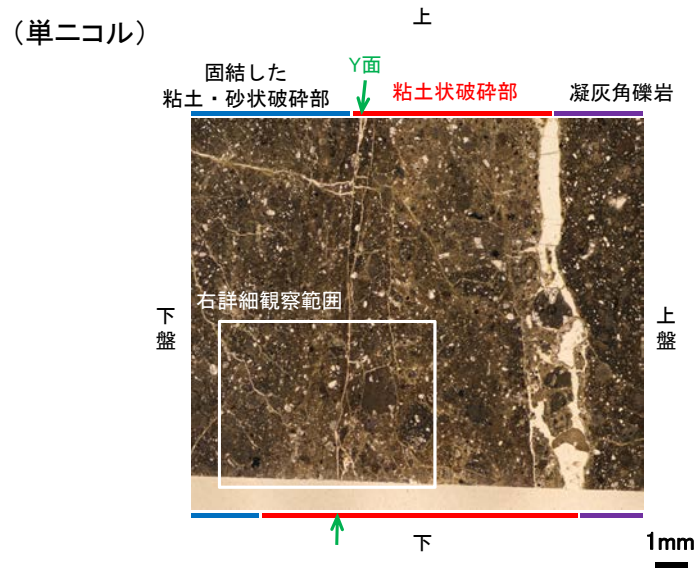 （単ニコル）
上
固結した
粘土・砂状破砕部
Y面
粘土状破砕部
凝灰角礫岩
右詳細観察範囲
下盤
上盤
下
1mm